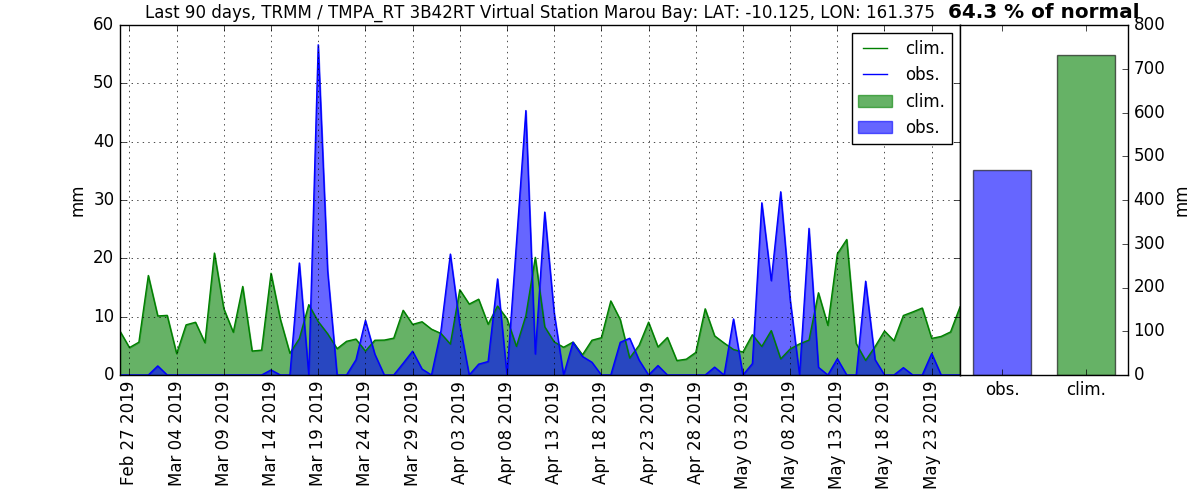 Last 90 days, TRMM / TMPA_RT 3B42RT Virtual Station Marou Bay: LAT: -10.125, LON: 161.375 64.3 % of normal
60
50
40
30
20
10
0
mm
clim.
obs.
clim.
obs.
800
700
600
500
400
300
200
100
0
mm
obs.
clim.
Feb 27 2019
Mar 04 2019
Mar 09 2019
Mar 14 2019
Mar 19 2019
Mar 24 2019
Mar 29 2019
Apr 03 2019
Apr 08 2019
Apr 13 2019
Apr 18 2019
Apr 23 2019
Apr 28 2019
May 03 2019
May 08 2019
May 13 2019
May 18 2019
May 23 2019